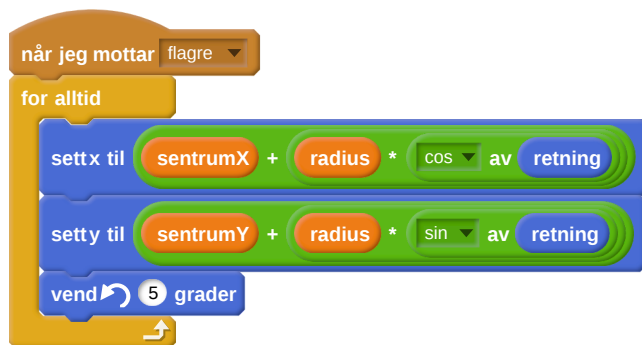 når jeg mottar flagre
for alltid
sett x til sentrumX + radius * cos av retning
sett y til sentrumY + radius * sin av retning
vend 5 grader